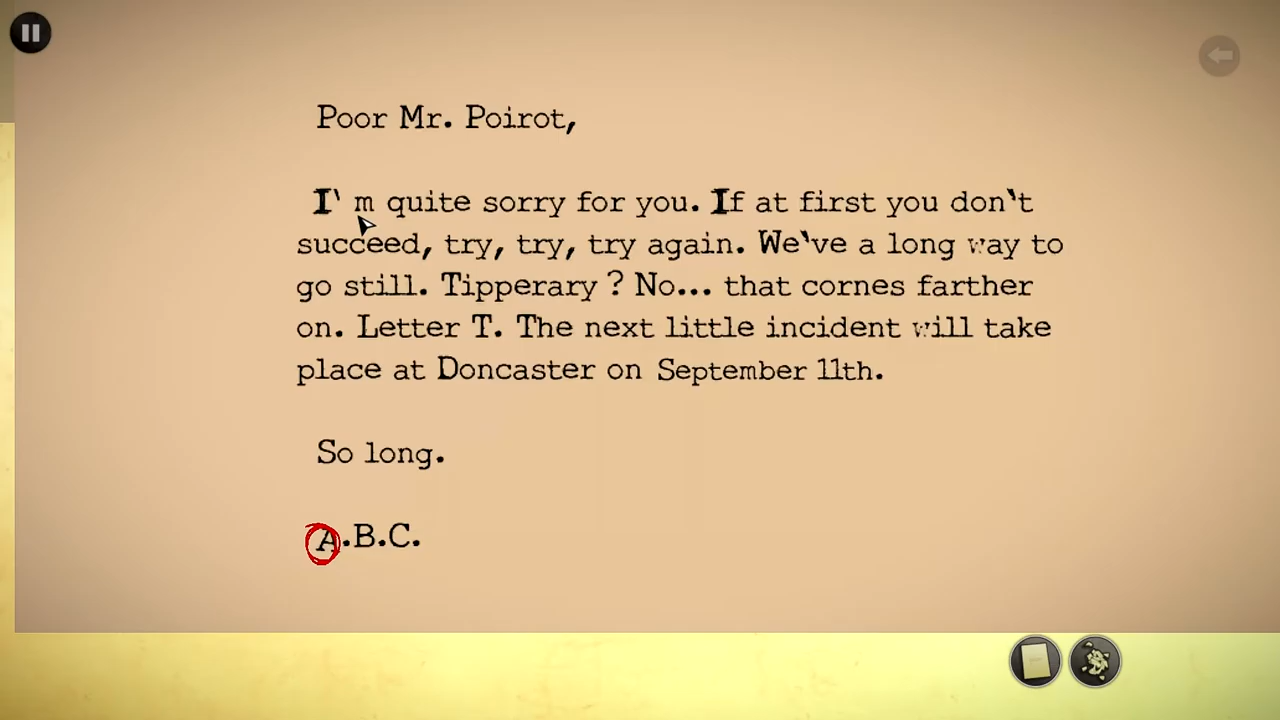 Poor Mr. Poirot,
I' m quite sorry for you. If at first you don't
succeed, try, try, try again. We've a long way to
go still. Tipperary ? No... that cornes farther
on. Letter T. The next little incident will take
place at Doncaster on September 11th.
So long.
A.B.C.